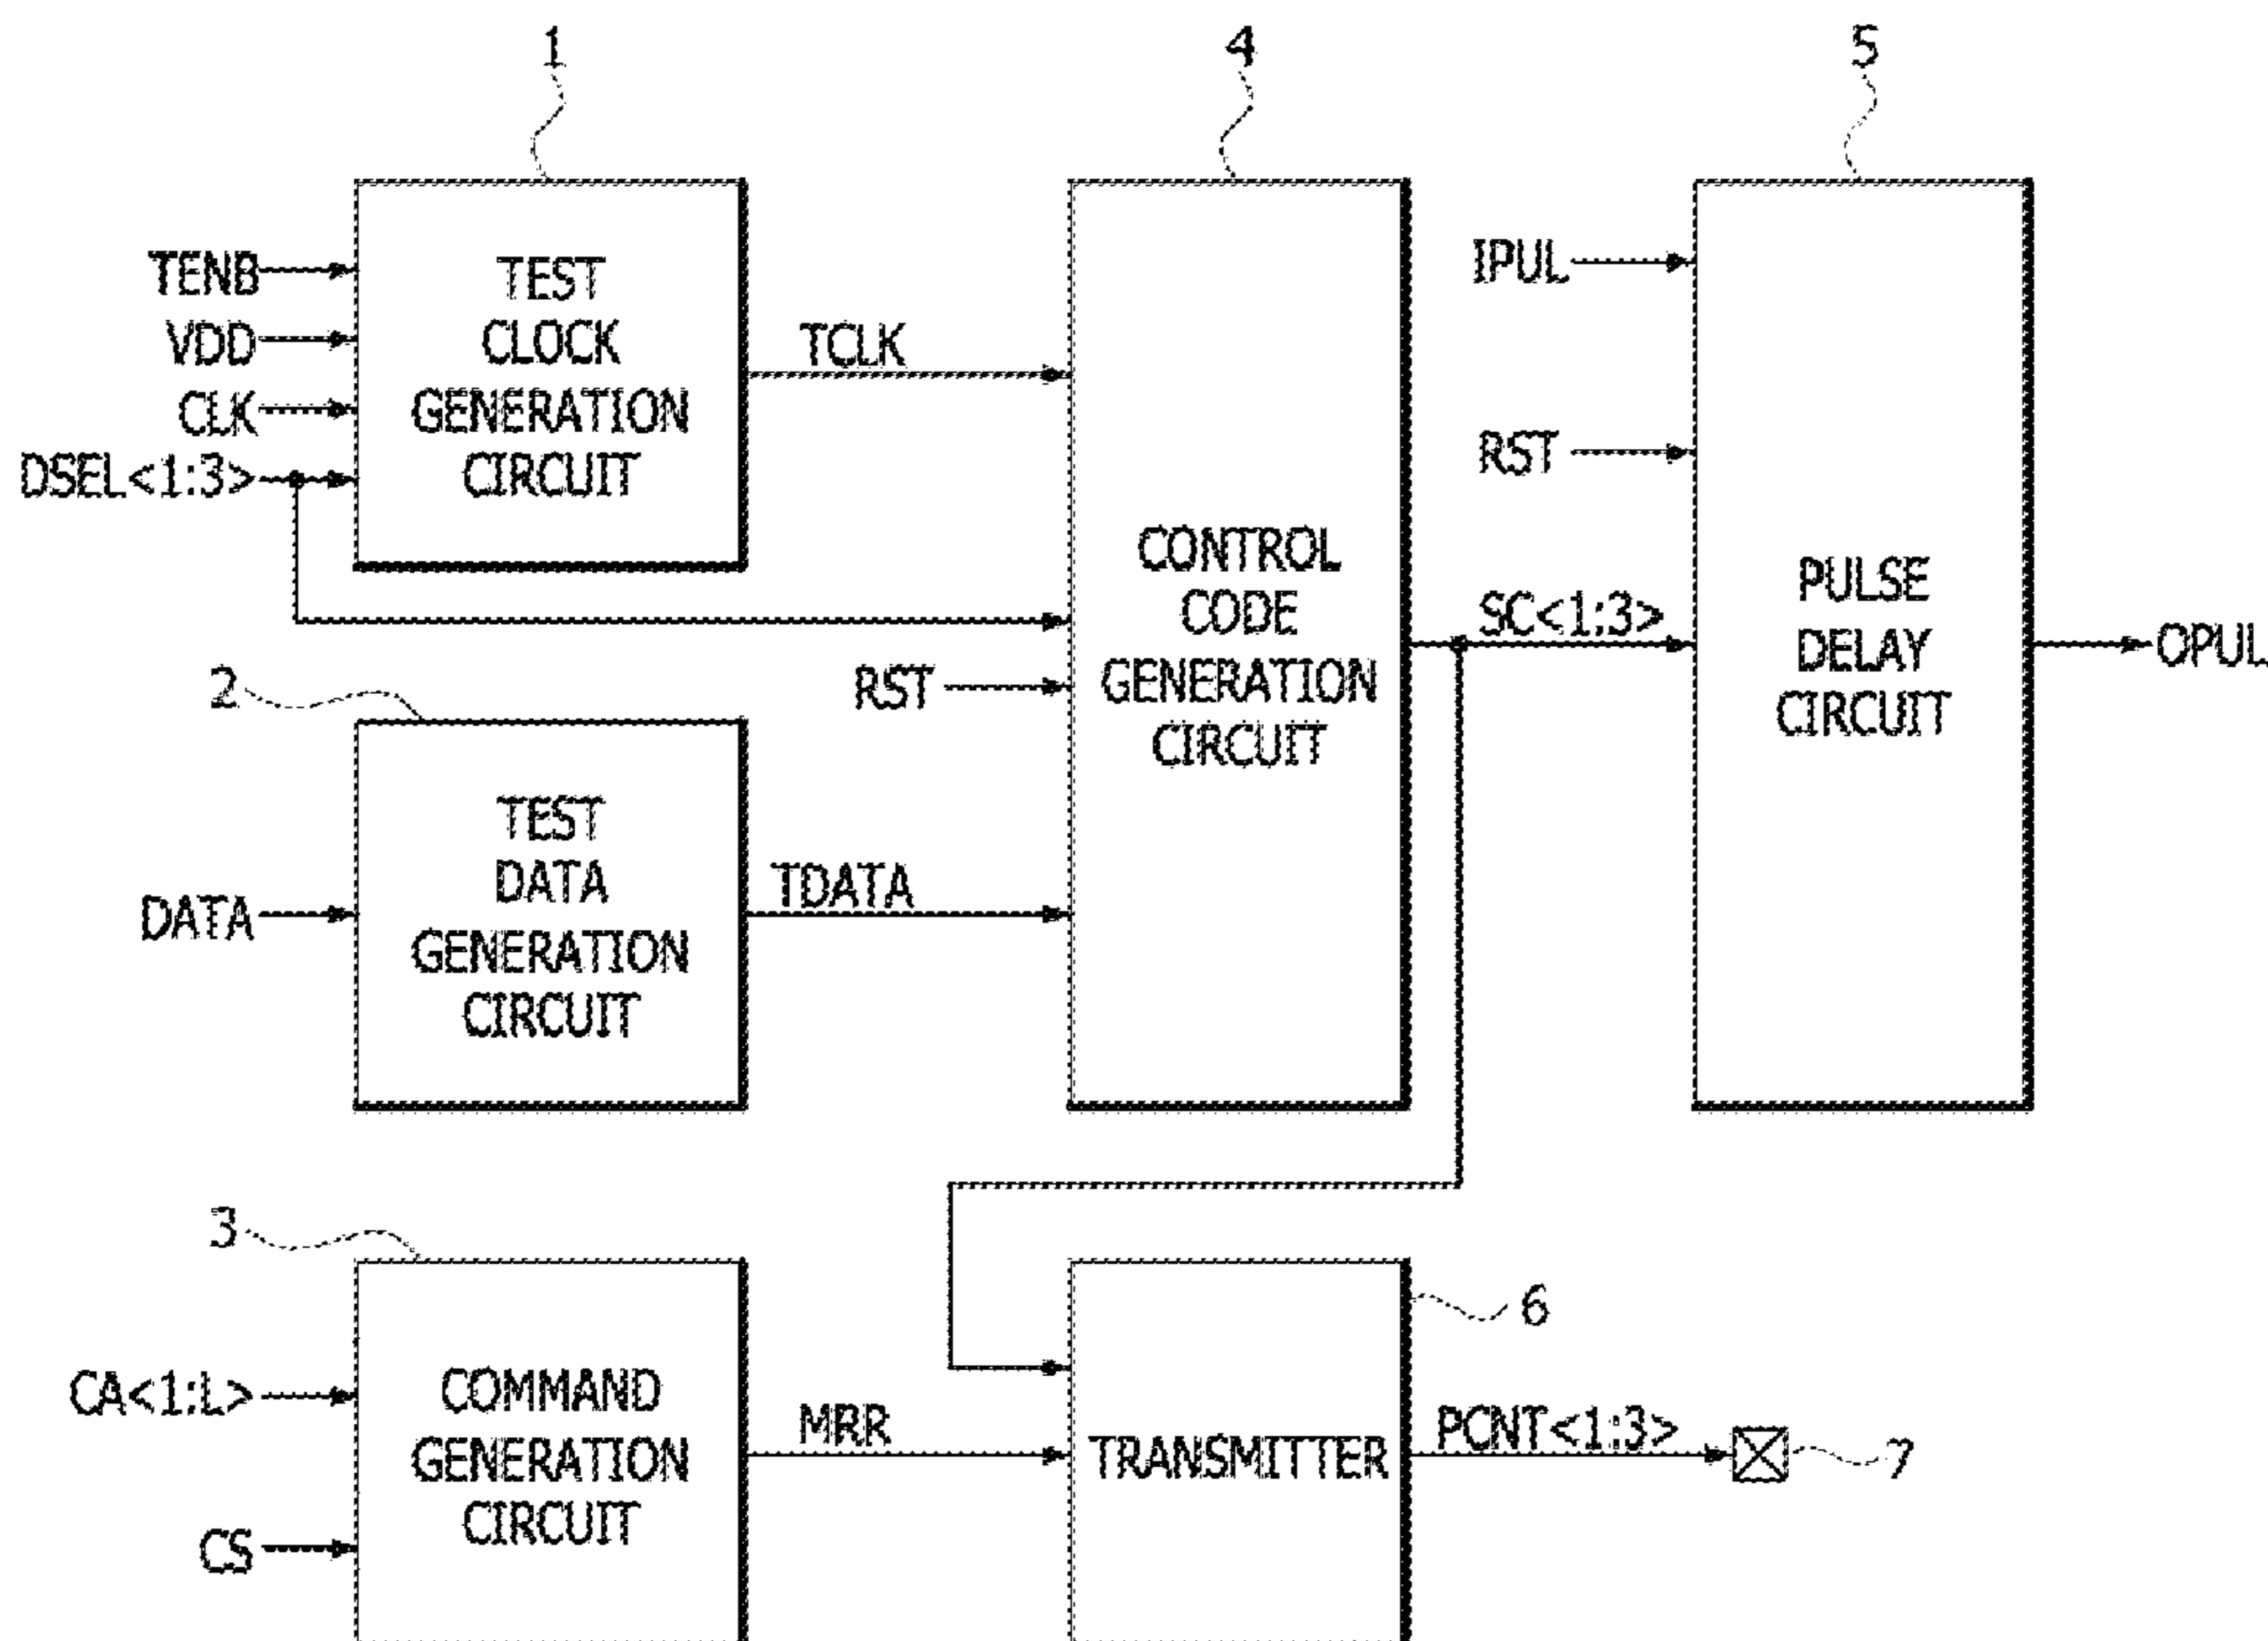 1
4
5
TENB
VDD
CLK
DSEL<1:3>
TEST
CLOCK
GENERATION
CIRCUIT
TCLK
CONTROL
CODE
GENERATION
CIRCUIT
RST
IPUL
RST
SC<1:3>
PULSE
DELAY
CIRCUIT
OPUL
2
DATA
TEST
DATA
GENERATION
CIRCUIT
TDATA
3
CA<1:L>
CS
COMMAND
GENERATION
CIRCUIT
MRR
TRANSMITTER
6
PCNT<1:3>
7